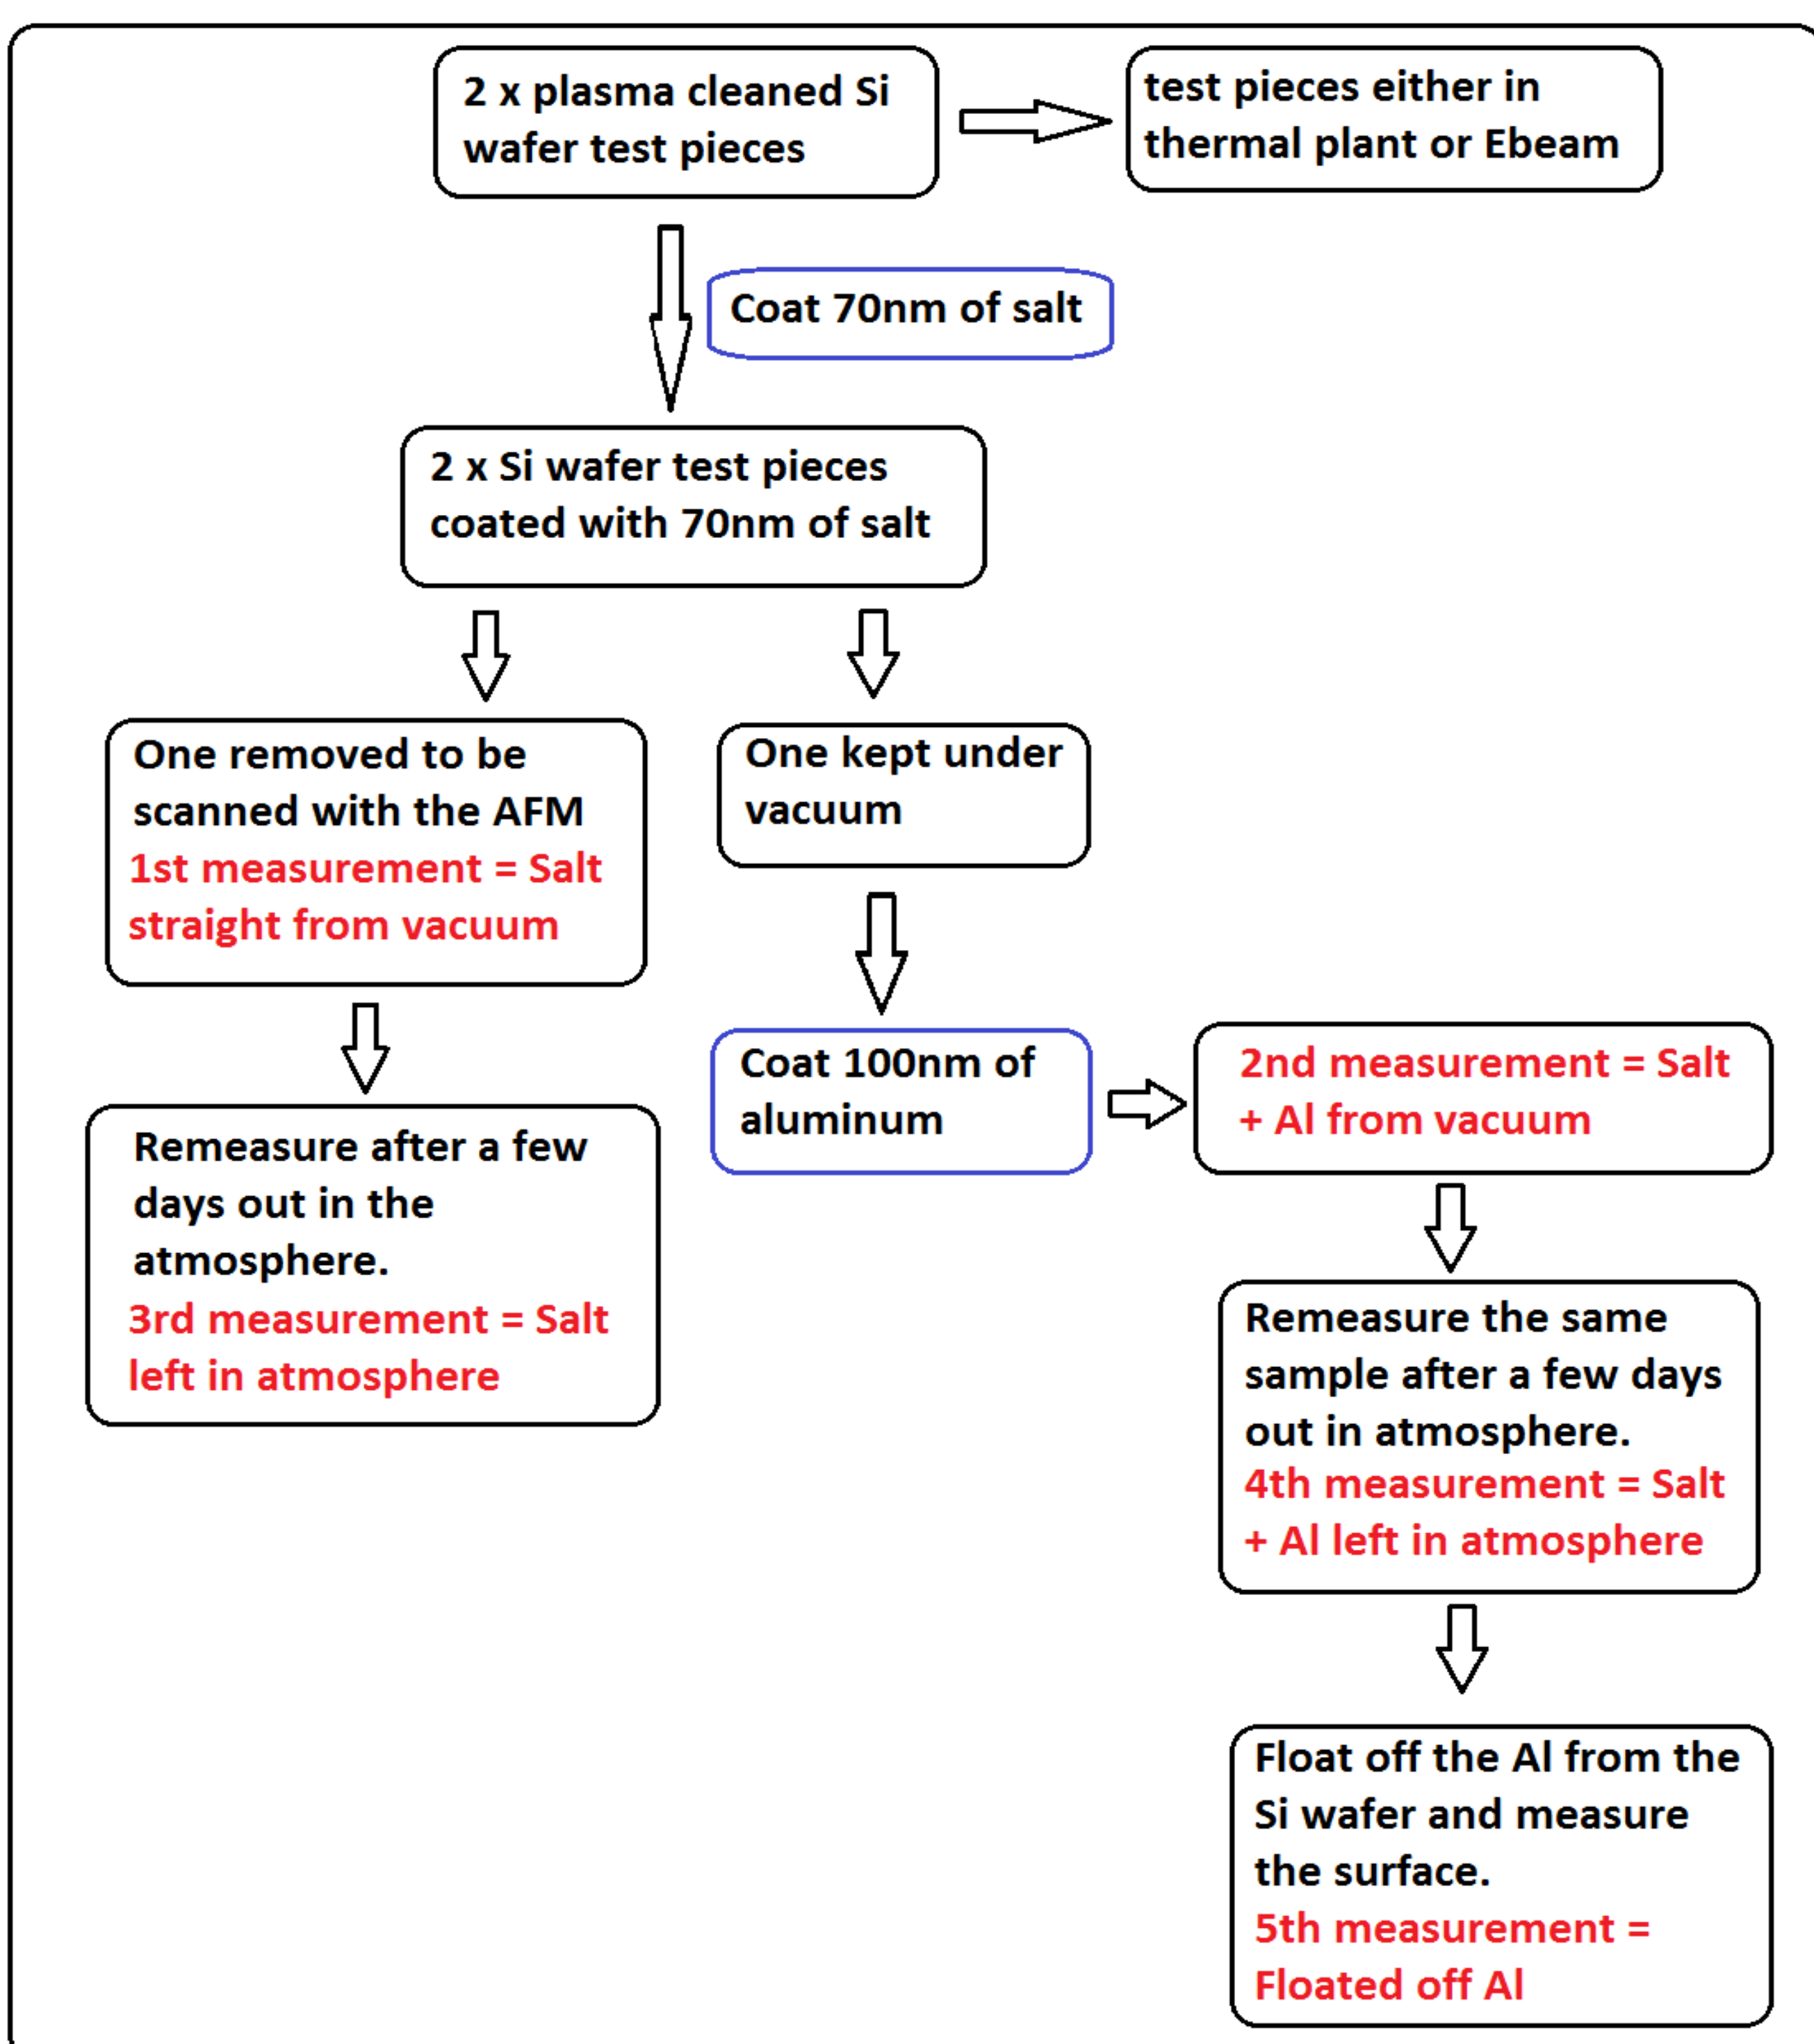 2 x plasma cleaned Si
wafer test pieces
test pieces either in
thermal plant or Ebeam
Coat 70nm of salt
2 x Si wafer test pieces
coated with 70nm of salt
One removed to be
scanned with the AFM
1st measurement = Salt
straight from vacuum
One kept under
vacuum
Remeasure after a few
days out in the
atmosphere.
3rd measurement = Salt
left in atmosphere
Coat 100nm of
aluminum
2nd measurement = Salt
+ Al from vacuum
Remeasure the same
sample after a few days
out in atmosphere.
4th measurement = Salt
+ Al left in atmosphere
Float off the Al from the
Si wafer and measure
the surface.
5th measurement =
Floated off Al